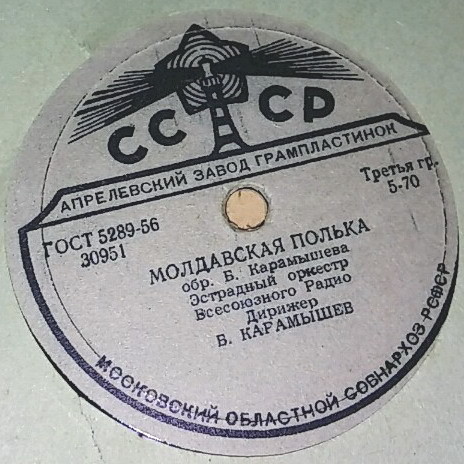 СССР
АПРЕЛЕВСКИЙ ЗАВОД ГРАМПЛАСТИНОК
ГОСТ 5289-56
30951
Третья гр.
5-70
МОЛДАВСКАЯ ПОЛЬКА
обр. Б. Карамышева
Эстрадный оркестр
Всесоюзного Радио
Дирижер
Б. КАРАМЫШЕВ
МОСКОВСКИЙ ОБЛАСТНОЙ СОВНАРХОЗ РСФСР